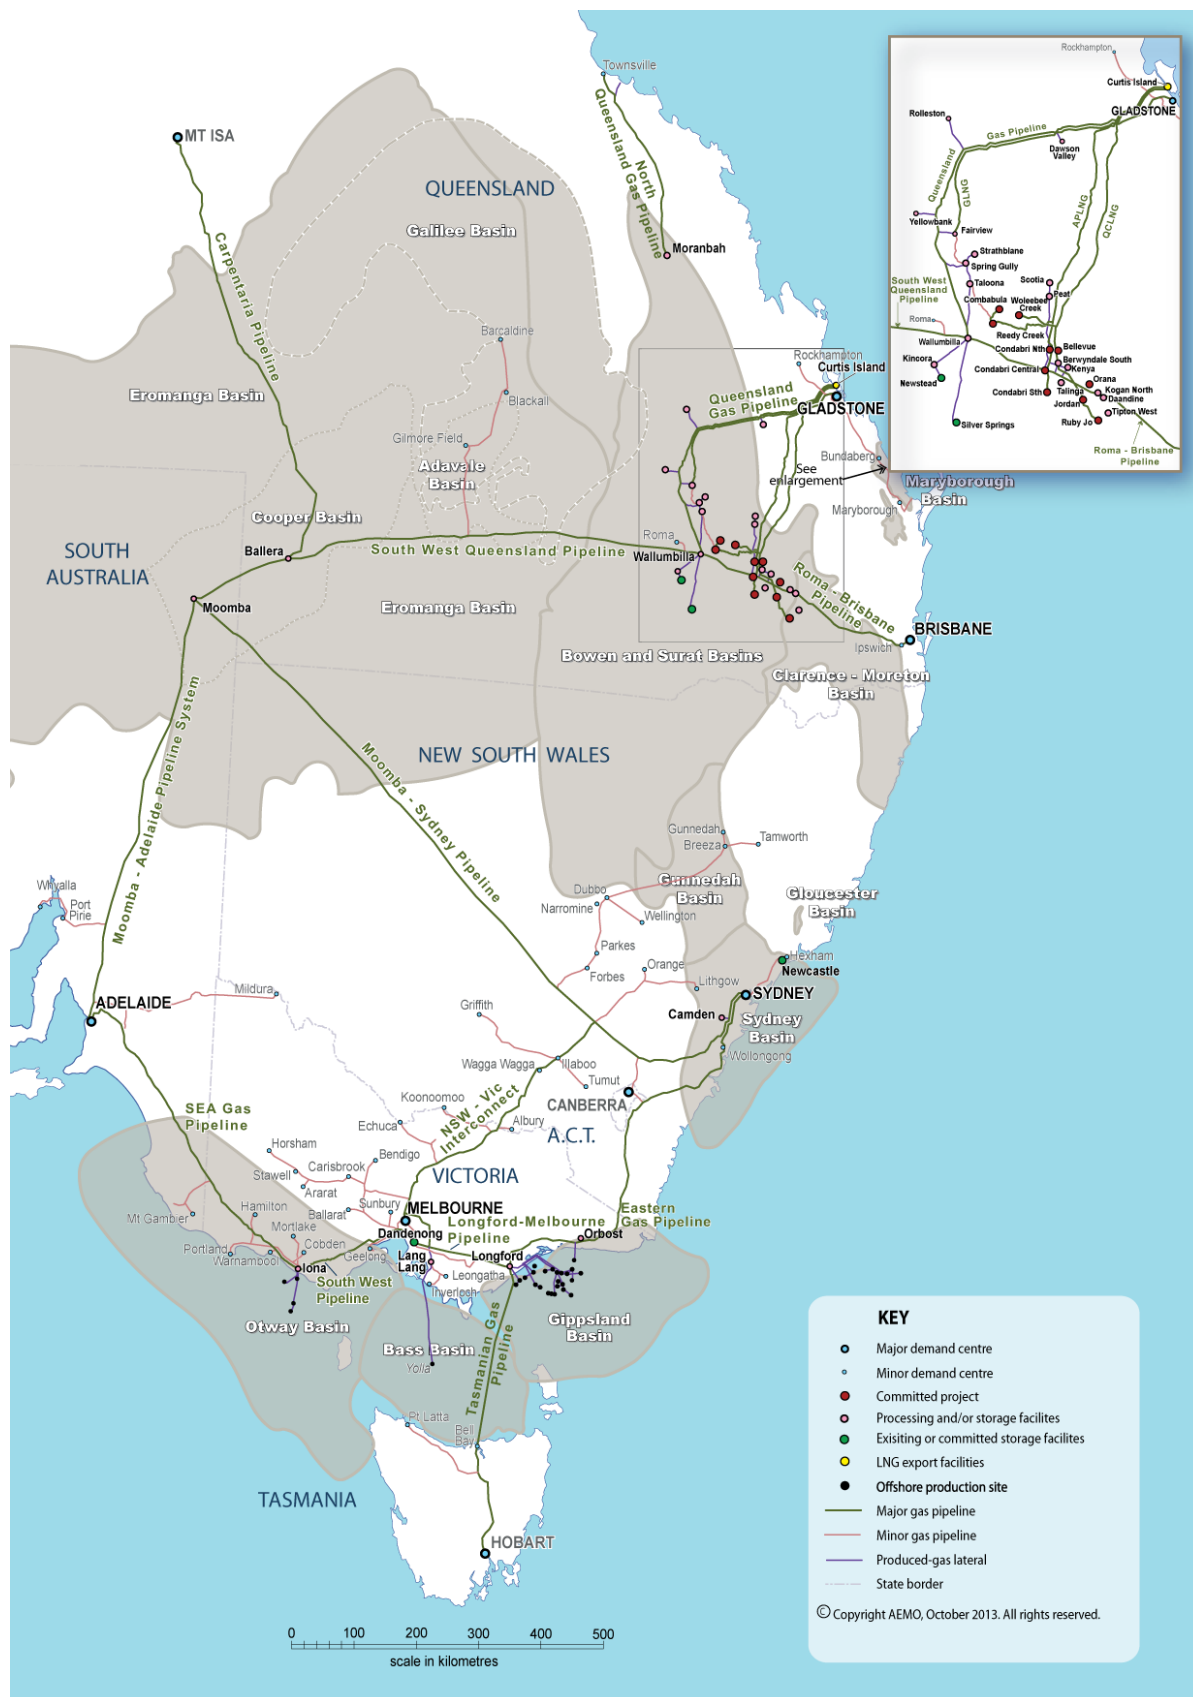 Townsville
North
Queensland Gas Pipeline
MT ISA
QUEENSLAND
Galilee Basin
Carpentaria Pipeline
Moranbah
Barcaldine
Blackall
Gilmore Field
Adavale
Basin
Eromanga Basin
Cooper Basin
Rockhampton
Curtis Island
Queensland
Gas Pipeline
GLADSTONE
Bundaberg
See
enlargement
Maryborough
Maryborough
Basin
SOUTH
AUSTRALIA
Ballera
South West Queensland Pipeline
Roma
Wallumbilla
Moomba
Eromanga Basin
Roma - Brisbane
Pipeline
BRISBANE
Ipswich
Bowen and Surat Basins
Clarence - Moreton
Basin
Moomba - Adelaide Pipeline System
NEW SOUTH WALES
Moomba - Sydney Pipeline
Gunnedah
Breeza
Tamworth
Gunnedah
Basin
Gloucester
Basin
Dubbo
Narromine
Wellington
Whyalla
Port
Pirie
Parkes
Forbes
Orange
Lithgow
Hexham
Newcastle
Mildura
ADELAIDE
SYDNEY
Griffith
Camden
Sydney
Basin
Wollongong
Wagga Wagga
Illaboo
Tumut
CANBERRA
Koonoomoo
NSW - Vic
Interconnect
Echuca
Albury
A.C.T.
SEA Gas
Pipeline
Horsham
Bendigo
Carisbrook
Stawell
Ararat
VICTORIA
Mt Gambier
Hamilton
Ballarat
Sunbury
MELBOURNE
Mortlake
Dandenong
Longford-Melbourne
Pipeline
Eastern
Gas Pipeline
Orbost
Portland
Cobden
Warnambool
Geelong
Lang
Lang
Longford
Iona
Leongatha
Inverlosh
South West
Pipeline
Otway Basin
Bass Basin
Yolla
Gippsland
Basin
Tasmanian Gas
Pipeline
Pt Latta
Bell
Bay
TASMANIA
HOBART
0 100 200 300 400 500
scale in kilometres
Rockhampton
Curtis Island
GLADSTONE
Rolleston
Gas Pipeline
Dawson
Valley
Queensland
GLNG
APLNG
QCLNG
Yellowbank
Fairview
Strathblane
Spring Gully
South West
Queensland
Pipeline
Taloona
Scotia
Peat
Combabula
Woleebee
Creek
Roma
Reedy Creek
Wallumbilla
Condabri Nth
Bellevue
Berwyndale South
Kincora
Condabri Central
Kenya
Newstead
Orana
Talinga
Kogan North
Condabri Sth
Daandine
Jordan
Tipton West
Silver Springs
Ruby Jo
Roma - Brisbane
Pipeline
KEY
Major demand centre
Minor demand centre
Committed project
Processing and/or storage facilites
Exisiting or committed storage facilites
LNG export facilities
Offshore production site
Major gas pipeline
Minor gas pipeline
Produced-gas lateral
State border
© Copyright AEMO, October 2013. All rights reserved.